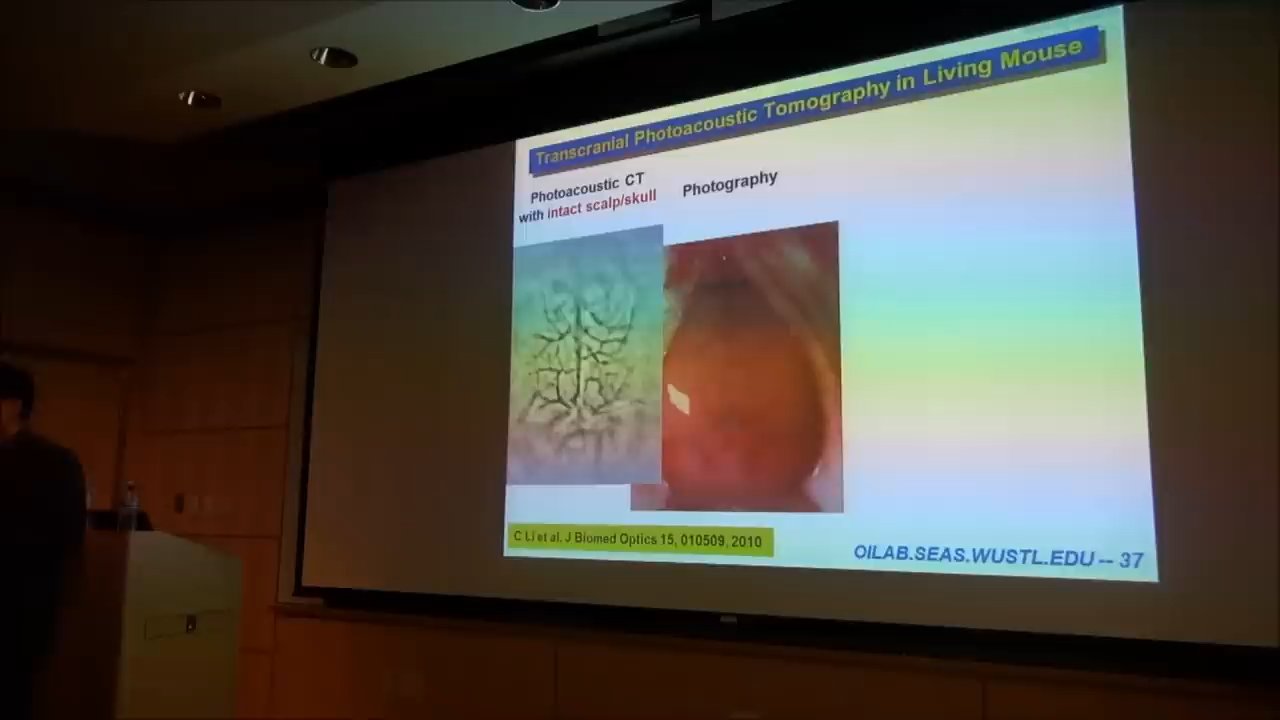 Transcranial Photoacoustic Tomography in Living Mouse
Photoacoustic CT
with intact scalp/skull
Photography
C Li et al. J Biomed Optics 15, 010509, 2010
OILAB.SEAS.WUSTL.EDU -- 37